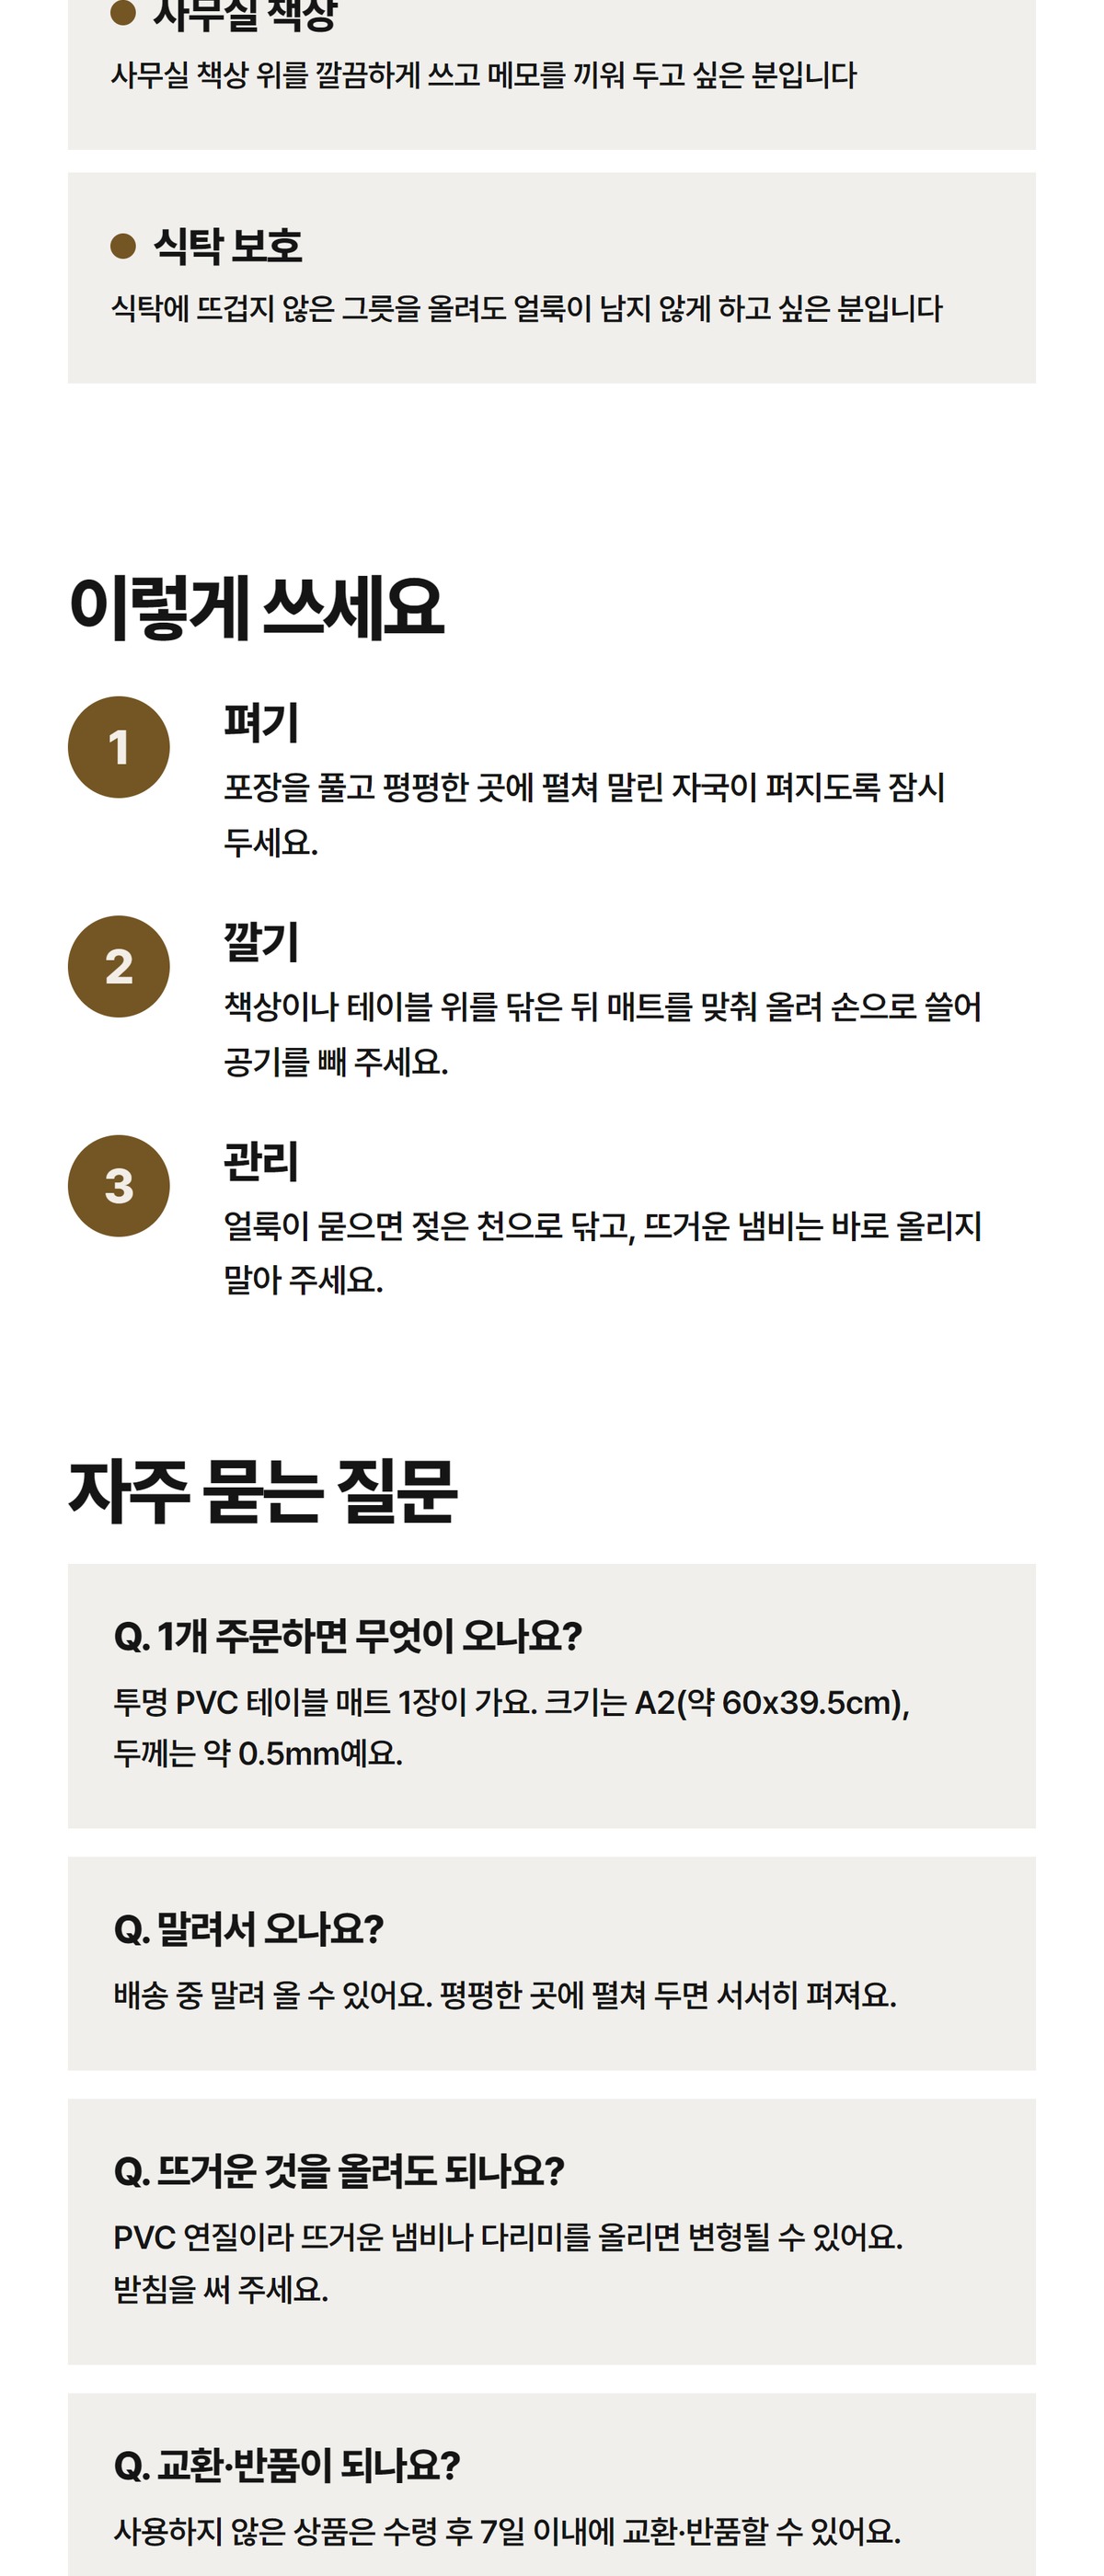 사무실 책상
사무실 책상 위를 깔끔하게 쓰고 메모를 끼워 두고 싶은 분입니다
식탁 보호
식탁에 뜨겁지 않은 그릇을 올려도 얼룩이 남지 않게 하고 싶은 분입니다
이렇게 쓰세요
1
펴기
포장을 풀고 평평한 곳에 펼쳐 말린 자국이 펴지도록 잠시
두세요.
2
깔기
책상이나 테이블 위를 닦은 뒤 매트를 맞춰 올려 손으로 쓸어
공기를 빼 주세요.
3
관리
얼룩이 묻으면 젖은 천으로 닦고, 뜨거운 냄비는 바로 올리지
말아 주세요.
자주 묻는 질문
Q. 1개 주문하면 무엇이 오나요?
투명 PVC 테이블 매트 1장이 가요. 크기는 A2(약 60x39.5cm),
두께는 약 0.5mm예요.
Q. 말려서 오나요?
배송 중 말려 올 수 있어요. 평평한 곳에 펼쳐 두면 서서히 펴져요.
Q. 뜨거운 것을 올려도 되나요?
PVC 연질이라 뜨거운 냄비나 다리미를 올리면 변형될 수 있어요.
받침을 써 주세요.
Q. 교환·반품이 되나요?
사용하지 않은 상품은 수령 후 7일 이내에 교환·반품할 수 있어요.